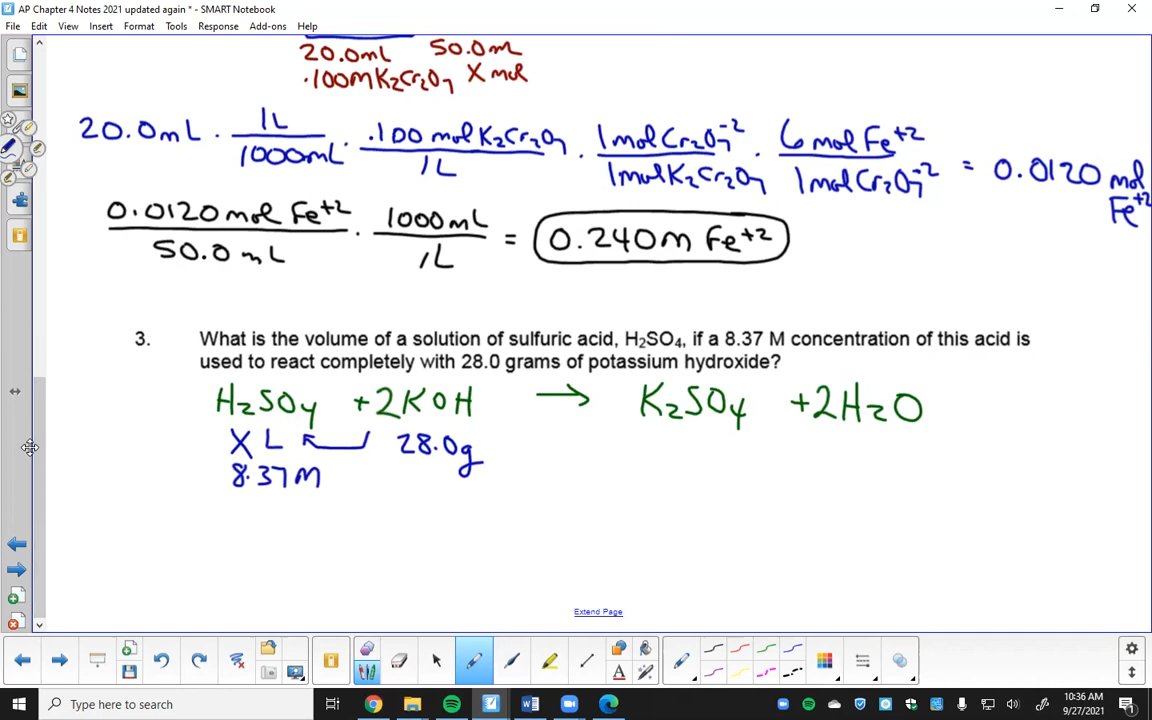 AP Chapter 4 Notes 2021 updated again * - SMART Notebook
File Edit View Insert Format Tools Response Add-ons Help
20.0mL 50.0mL
.100M K₂Cr₂O₇ X mol
20.0mL · 1L / 1000mL · .100 mol K₂Cr₂O₇ / 1L · 1mol Cr₂O₇⁻² / 1mol K₂Cr₂O₇ · 6 mol Fe⁺² / 1mol Cr₂O₇⁻² = 0.0120 mol Fe⁺²
0.0120 mol Fe⁺² / 50.0 mL · 1000mL / 1L = 0.240M Fe⁺²
3. What is the volume of a solution of sulfuric acid, H₂SO₄, if a 8.37 M concentration of this acid is
used to react completely with 28.0 grams of potassium hydroxide?
H₂SO₄ + 2KOH → K₂SO₄ + 2H₂O
X L 28.0g
8.37M
Extend Page
Type here to search
10:36 AM
9/27/2021
1